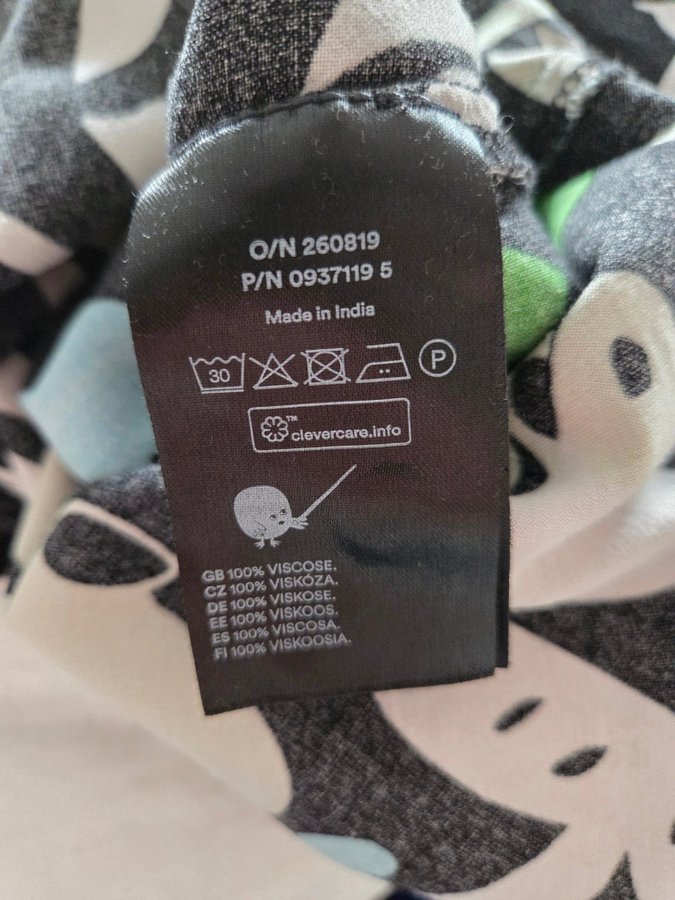 O/N 260819
P/N 0937119 5
Made in India
30 P
™ clevercare.info
GB 100% VISCOSE.
CZ 100% VISKÓZA.
DE 100% VISKOSE.
EE 100% VISKOOS.
ES 100% VISCOSA.
FI 100% VISKOOSIA.